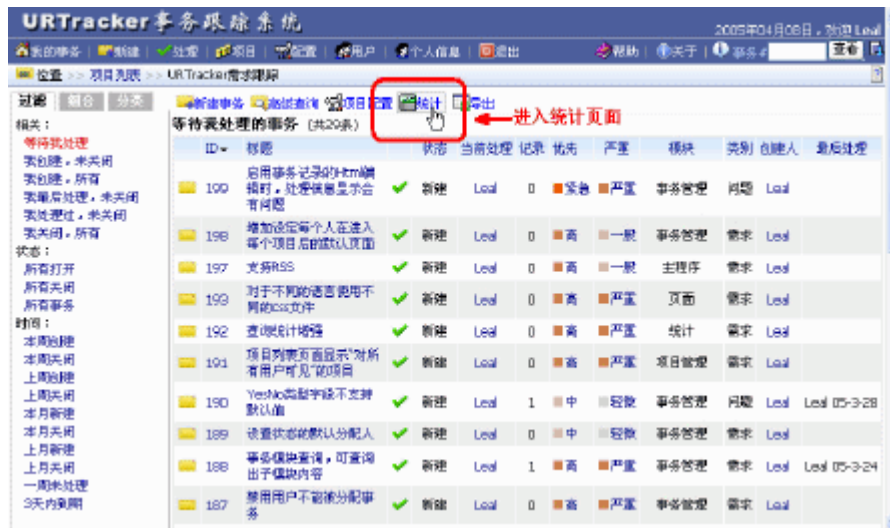 URTracker事务跟踪系统
2005年04月08日，欢迎 Leal
我的事务 | 新建 | 处理 | 项目 | 配置 | 用户 | 个人信息 | 退出 帮助 | 关于 | 事务# 查看
位置 >> 项目列表 >> URTracker需求跟踪
过滤 组合 分类
新建事务 高级查询 项目配置 统计 导出
进入统计页面
等待我处理的事务 (共29条)
相关：
等待我处理
我创建，未关闭
我创建，所有
我最后处理，未关闭
我处理过，未关闭
我关闭，所有
状态：
所有打开
所有关闭
所有事务
时间：
本周创建
本周关闭
上周创建
上周关闭
本月新建
本月关闭
上月新建
上月关闭
一周未处理
3天内到期
ID 标题 状态 当前处理 记录 优先 严重 模块 类别 创建人 最后处理
199 启用事务记录的Html编辑时，处理信息显示会有问题 新建 Leal 0 紧急 严重 事务管理 问题 Leal
198 增加设定每个人在进入每个项目后的默认页面 新建 Leal 0 高 一般 事务管理 需求 Leal
197 支持RSS 新建 Leal 0 高 一般 主程序 需求 Leal
193 对于不同的语言使用不同的css文件 新建 Leal 0 高 严重 页面 需求 Leal
192 查询统计增强 新建 Leal 0 高 严重 统计 需求 Leal
191 项目列表页面显示"对所有用户可见"的项目 新建 Leal 0 高 严重 项目管理 需求 Leal
190 YesNo类型字段不支持默认值 新建 Leal 1 中 轻微 事务管理 问题 Leal Leal 05-3-28
189 设置状态的默认分配人 新建 Leal 0 中 轻微 事务管理 需求 Leal
188 事务模块查询，可查询出子模块内容 新建 Leal 1 高 严重 事务管理 需求 Leal Leal 05-3-24
187 禁用用户不能被分配事务 新建 Leal 0 高 严重 事务管理 需求 Leal